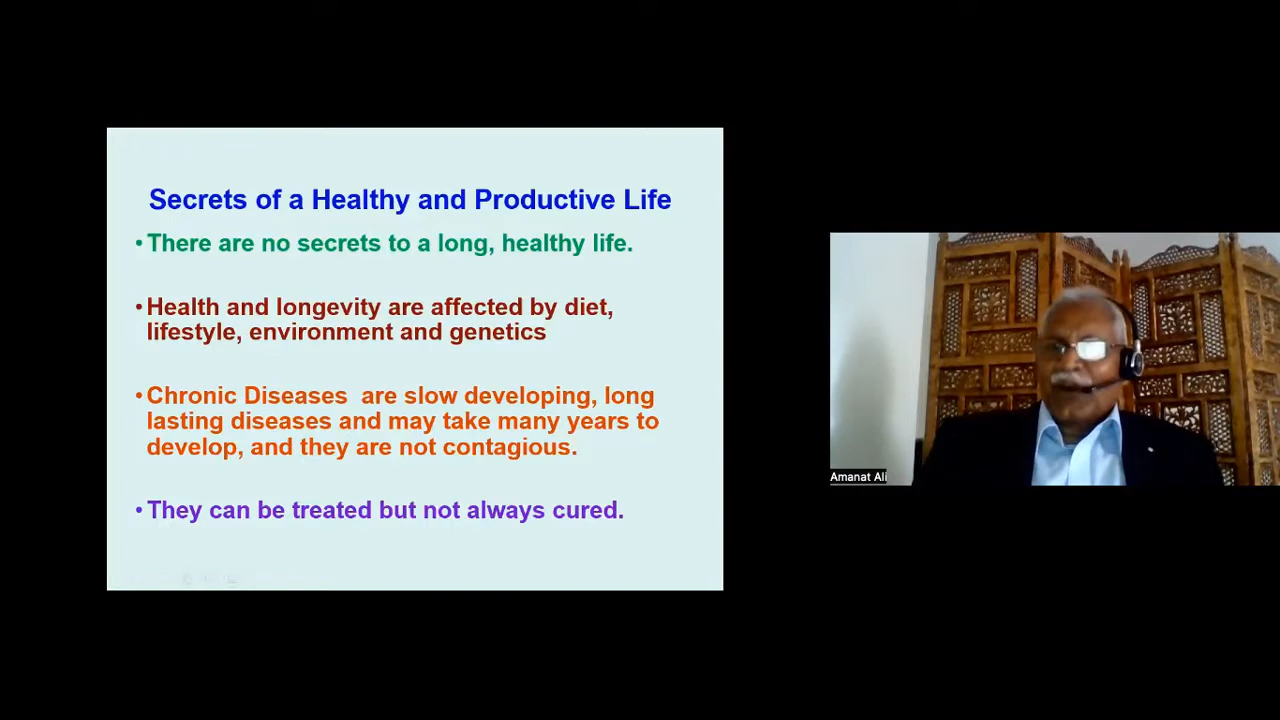 Secrets of a Healthy and Productive Life
•There are no secrets to a long, healthy life.
•Health and longevity are affected by diet,
lifestyle, environment and genetics
•Chronic Diseases  are slow developing, long
lasting diseases and may take many years to
develop, and they are not contagious.
•They can be treated but not always cured.
Amanat Ali